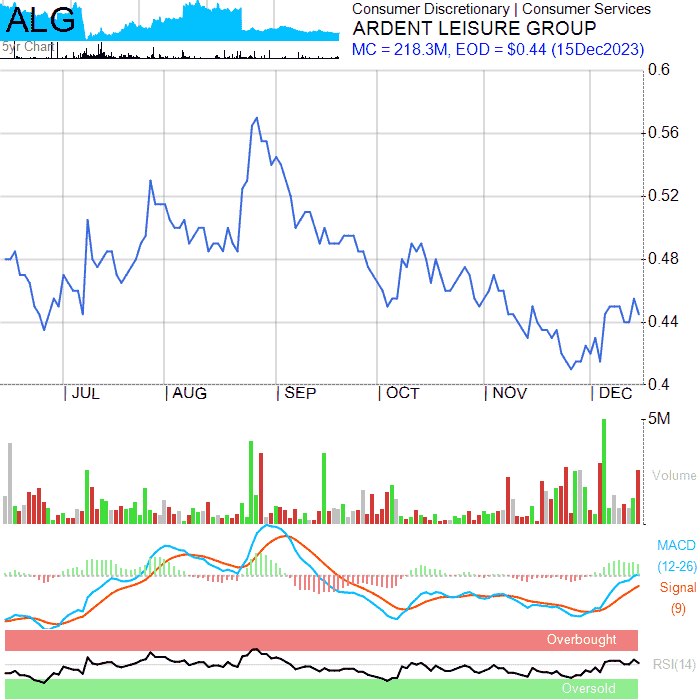 ALG
5yr Chart
Consumer Discretionary | Consumer Services
ARDENT LEISURE GROUP
MC = 218.3M, EOD = $0.44 (15Dec2023)
0.6
0.56
0.52
0.48
0.44
0.4
JUL AUG SEP OCT NOV DEC
5M
Volume
MACD
(12-26)
Signal
(9)
Overbought
RSI(14)
Oversold